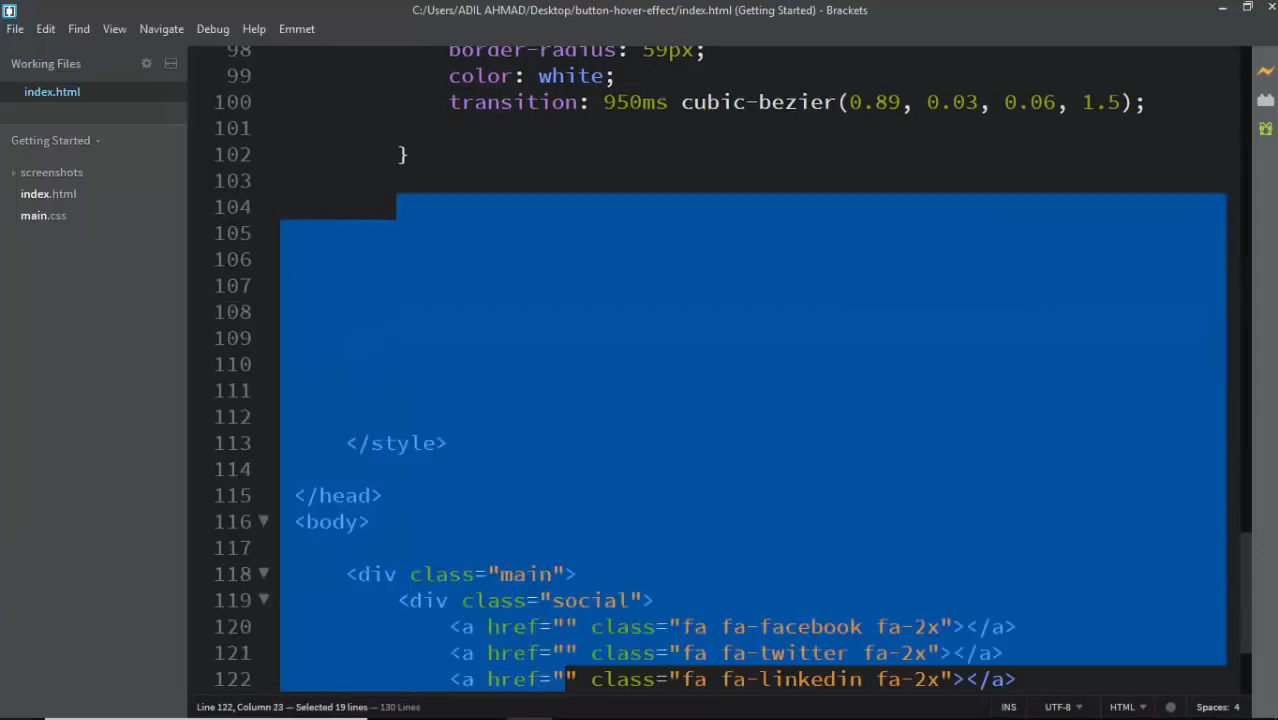 C:/Users/ADIL AHMAD/Desktop/button-hover-effect/index.html (Getting Started) - Brackets
File Edit View Navigate Debug Help Emmet
Working Files
index.html
Getting Started
screenshots
index.html
main.css
98 border-radius: 59px;
99 color: white;
100 transition: 950ms cubic-bezier(0.89, 0.03, 0.06, 1.5);
101
102 }
103
104
105
106
107
108
109
110
111
112
113 </style>
114
115 </head>
116 <body>
117
118 <div class="main">
119 <div class="social">
120 <a href="" class="fa fa-facebook fa-2x"></a>
121 <a href="" class="fa fa-twitter fa-2x"></a>
122 <a href="" class="fa fa-linkedin fa-2x"></a>
Line 122, Column 23 — Selected 19 lines — 130 Lines INS UTF-8 HTML Spaces: 4